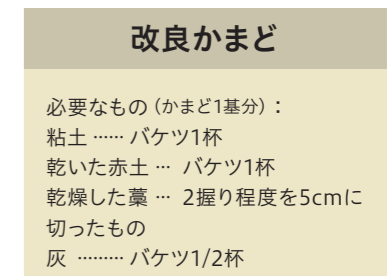 改良かまど
必要なもの（かまど1基分）：
粘土 …… バケツ1杯
乾いた赤土 … バケツ1杯
乾燥した藁 … 2握り程度を5cmに
切ったもの
灰 ……… バケツ1/2杯